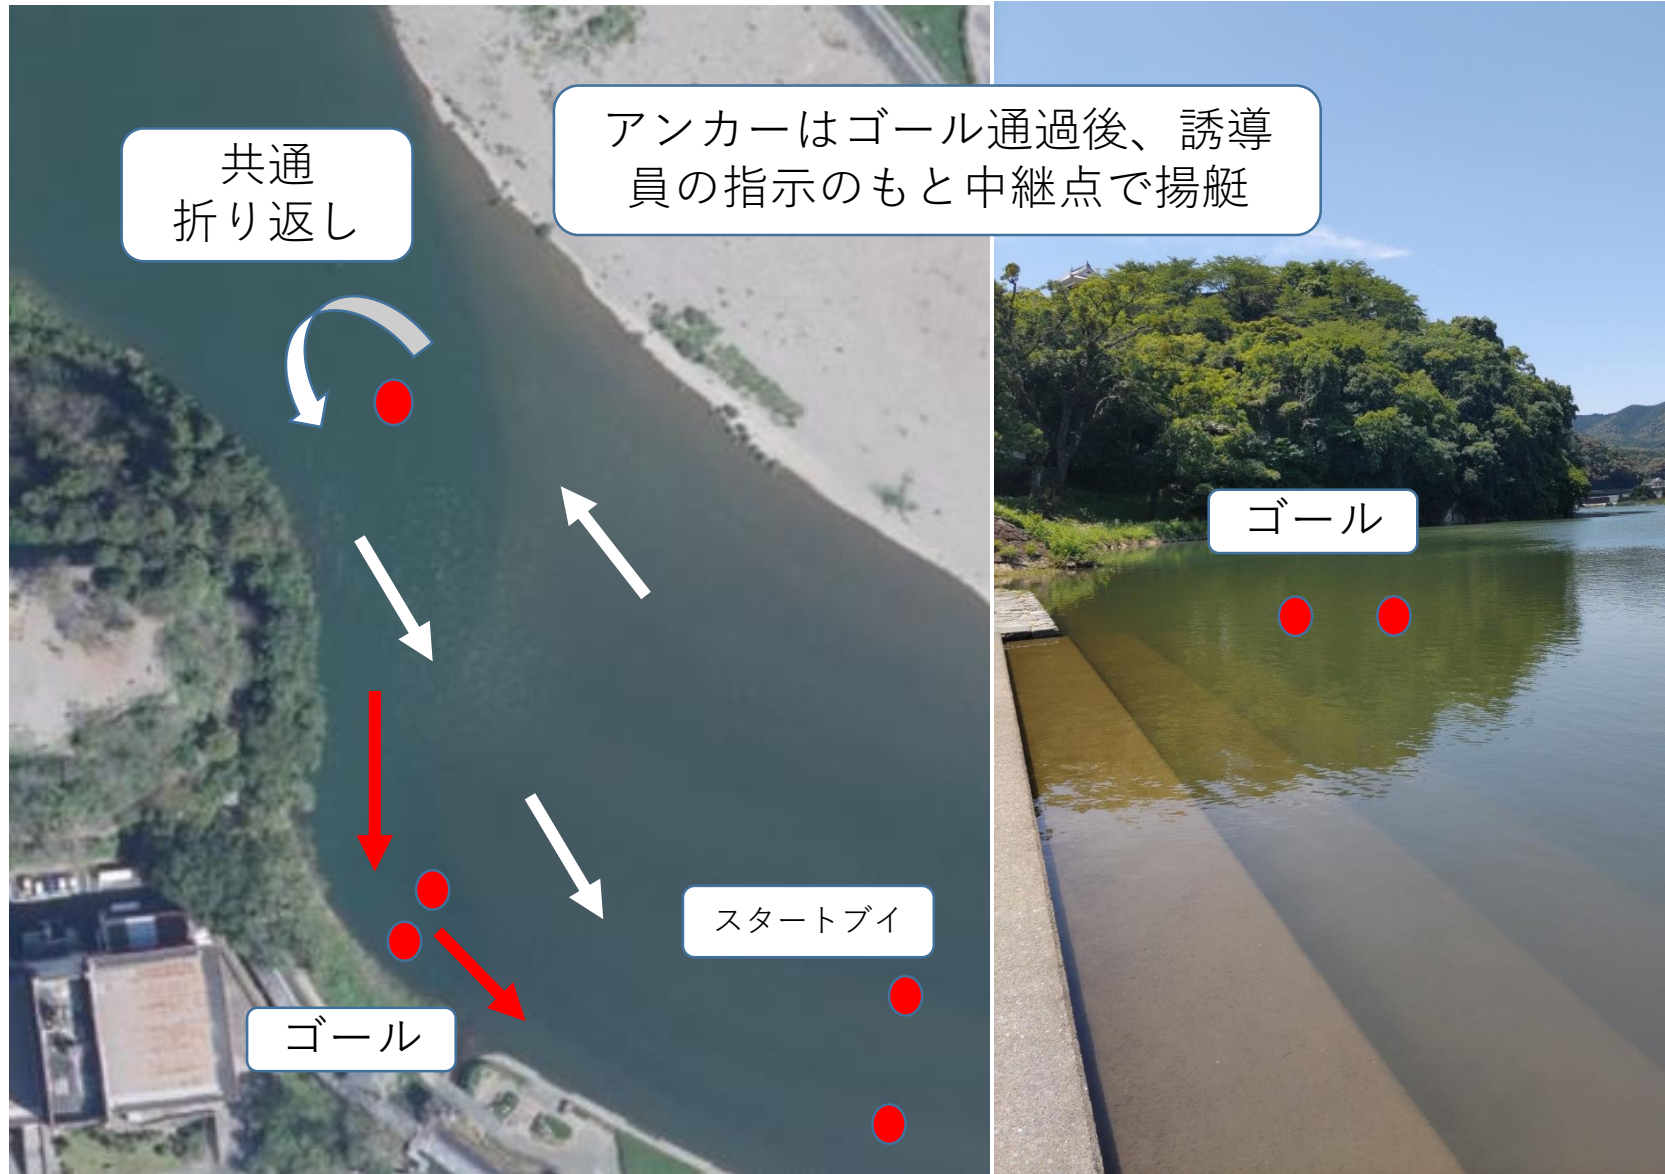 アンカーはゴール通過後、誘導
員の指示のもと中継点で揚艇
共通
折り返し
ゴール
スタートブイ
ゴール